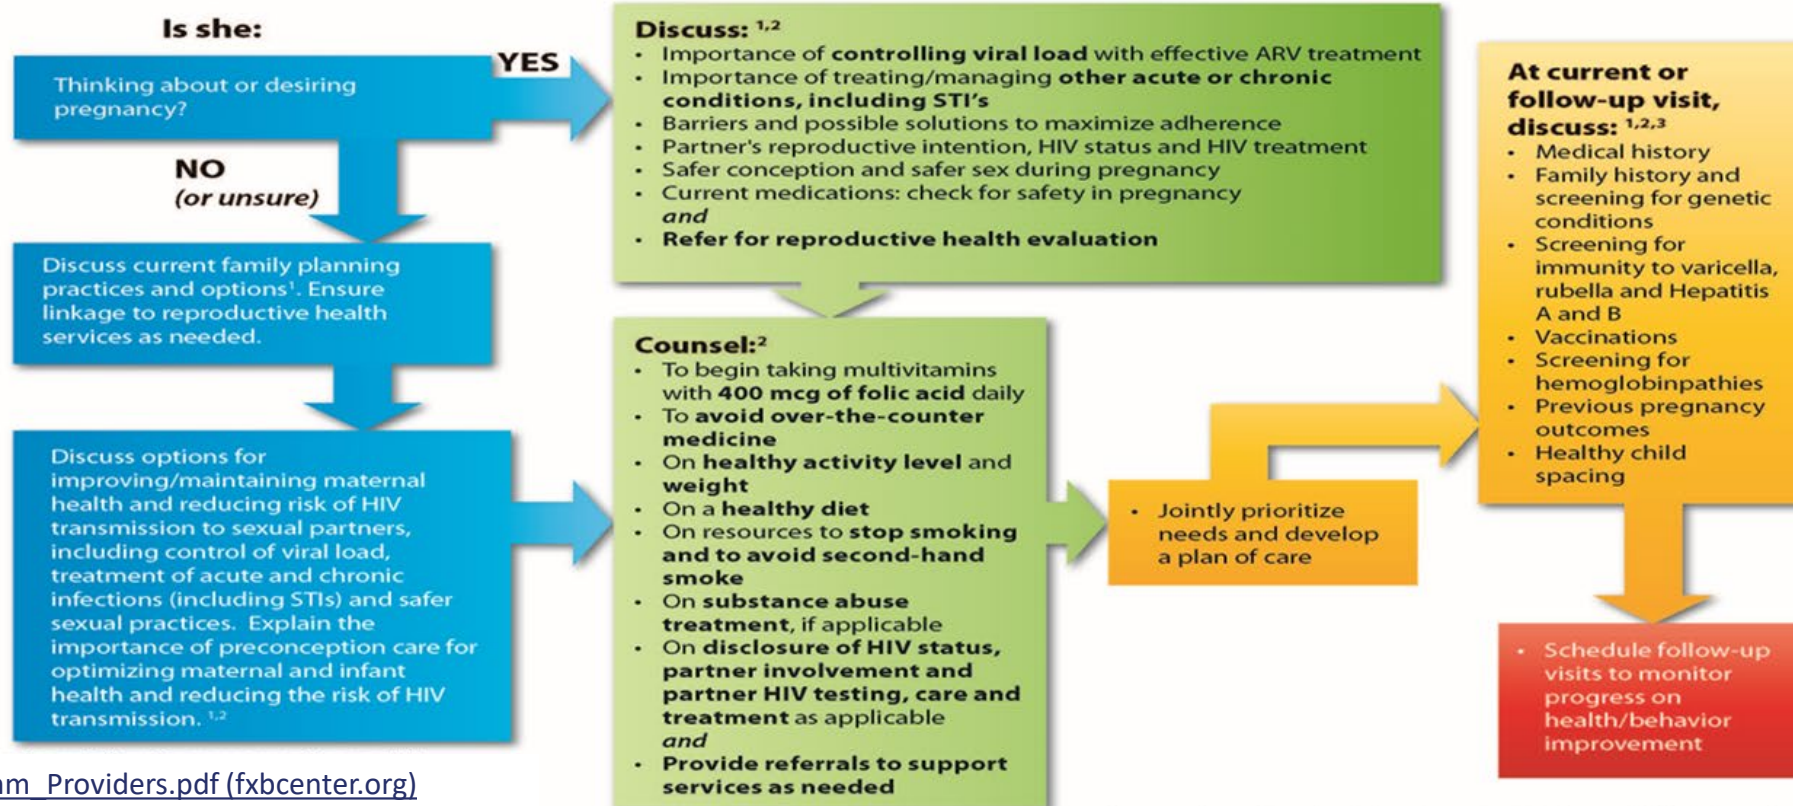 Is she:
Thinking about or desiring
pregnancy?
YES
NO
(or unsure)
Discuss current family planning
practices and options¹. Ensure
linkage to reproductive health
services as needed.
Discuss options for
improving/maintaining maternal
health and reducing risk of HIV
transmission to sexual partners,
including control of viral load,
treatment of acute and chronic
infections (including STIs) and safer
sexual practices. Explain the
importance of preconception care for
optimizing maternal and infant
health and reducing the risk of HIV
transmission. ¹,²
Discuss: ¹,²
• Importance of controlling viral load with effective ARV treatment
• Importance of treating/managing other acute or chronic
conditions, including STI's
• Barriers and possible solutions to maximize adherence
• Partner's reproductive intention, HIV status and HIV treatment
• Safer conception and safer sex during pregnancy
• Current medications: check for safety in pregnancy
and
• Refer for reproductive health evaluation
Counsel:²
• To begin taking multivitamins
with 400 mcg of folic acid daily
• To avoid over-the-counter
medicine
• On healthy activity level and
weight
• On a healthy diet
• On resources to stop smoking
and to avoid second-hand
smoke
• On substance abuse
treatment, if applicable
• On disclosure of HIV status,
partner involvement and
partner HIV testing, care and
treatment as applicable
and
• Provide referrals to support
services as needed
• Jointly prioritize
needs and develop
a plan of care
At current or
follow-up visit,
discuss: ¹,²,³
• Medical history
• Family history and
screening for genetic
conditions
• Screening for
immunity to varicella,
rubella and Hepatitis
A and B
• Vaccinations
• Screening for
hemoglobinpathies
• Previous pregnancy
outcomes
• Healthy child
spacing
• Schedule follow-up
visits to monitor
progress on
health/behavior
improvement
_Providers.pdf (fxbcenter.org)